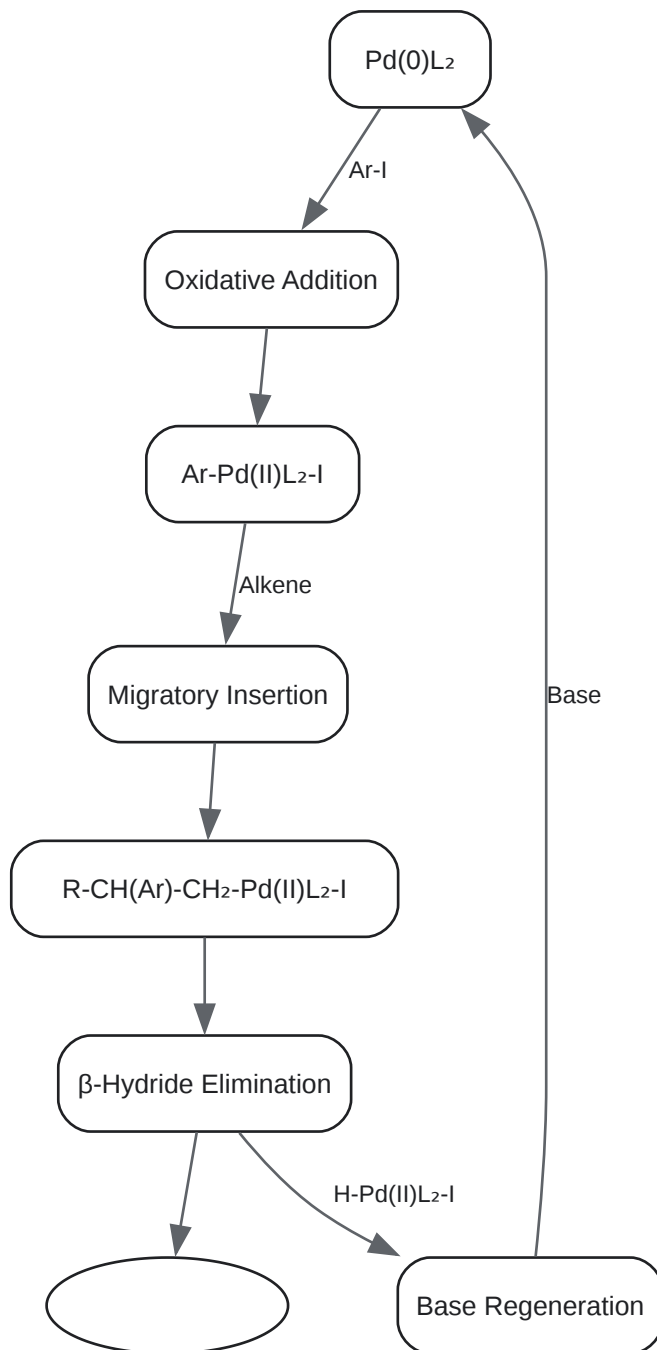 Pd(0)L₂
Ar-I
Oxidative Addition
Ar-Pd(II)L₂-I
Alkene
Migratory Insertion
Base
R-CH(Ar)-CH₂-Pd(II)L₂-I
β-Hydride Elimination
H-Pd(II)L₂-I
Base Regeneration